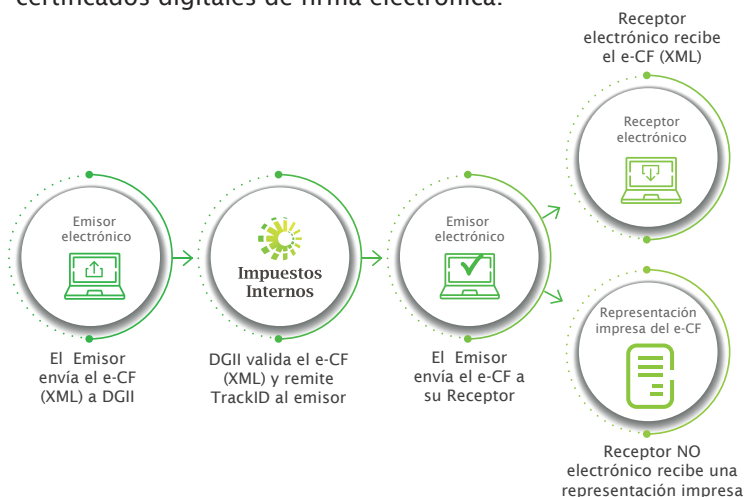 certificados digitales de firma electrónica.
Receptor
electrónico recibe
el e-CF (XML)
Receptor
electrónico
Emisor
electrónico
Impuestos
Internos
Emisor
electrónico
Representación
impresa del e-CF
El Emisor
envía el e-CF
(XML) a DGII
DGII valida el e-CF
(XML) y remite
TrackID al emisor
El Emisor
envía el e-CF a
su Receptor
Receptor NO
electrónico recibe una
representación impresa